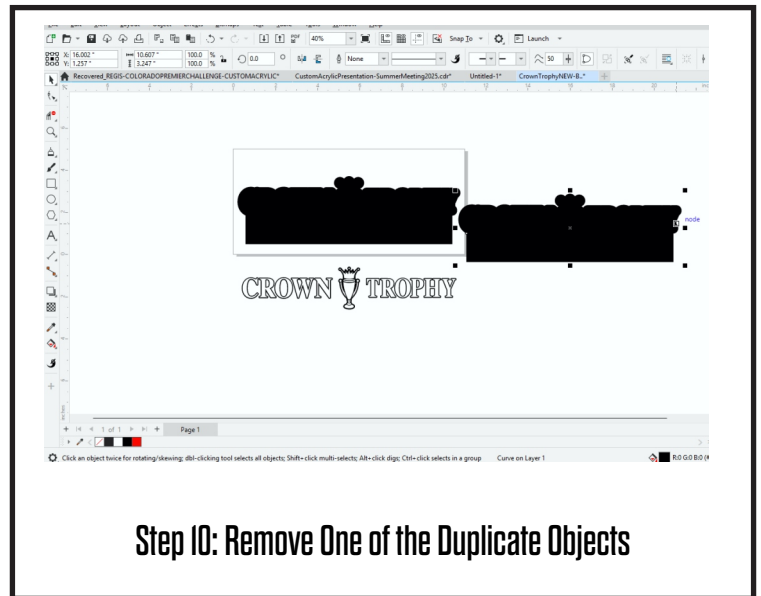 40%
Snap To
Launch
X: 16.002 " 10.607 " 100.0 % 0.0 ° None 50
Y: 1.257 " 3.247 " 100.0 %
Recovered_REGIS-COLORADOPREMIERCHALLENGE-CUSTOMACRYLIC* CustomAcrylicPresentation-SummerMeeting2025.cdr* Untitled-1* CrownTrophyNEW-B..*
node
CROWN TROPHY
inches
1 of 1 Page 1
Click an object twice for rotating/skewing; dbl-clicking tool selects all objects; Shift+click multi-selects; Alt+click digs; Ctrl+click selects in a group Curve on Layer 1 R:0 G:0 B:0
Step 10: Remove One of the Duplicate Objects